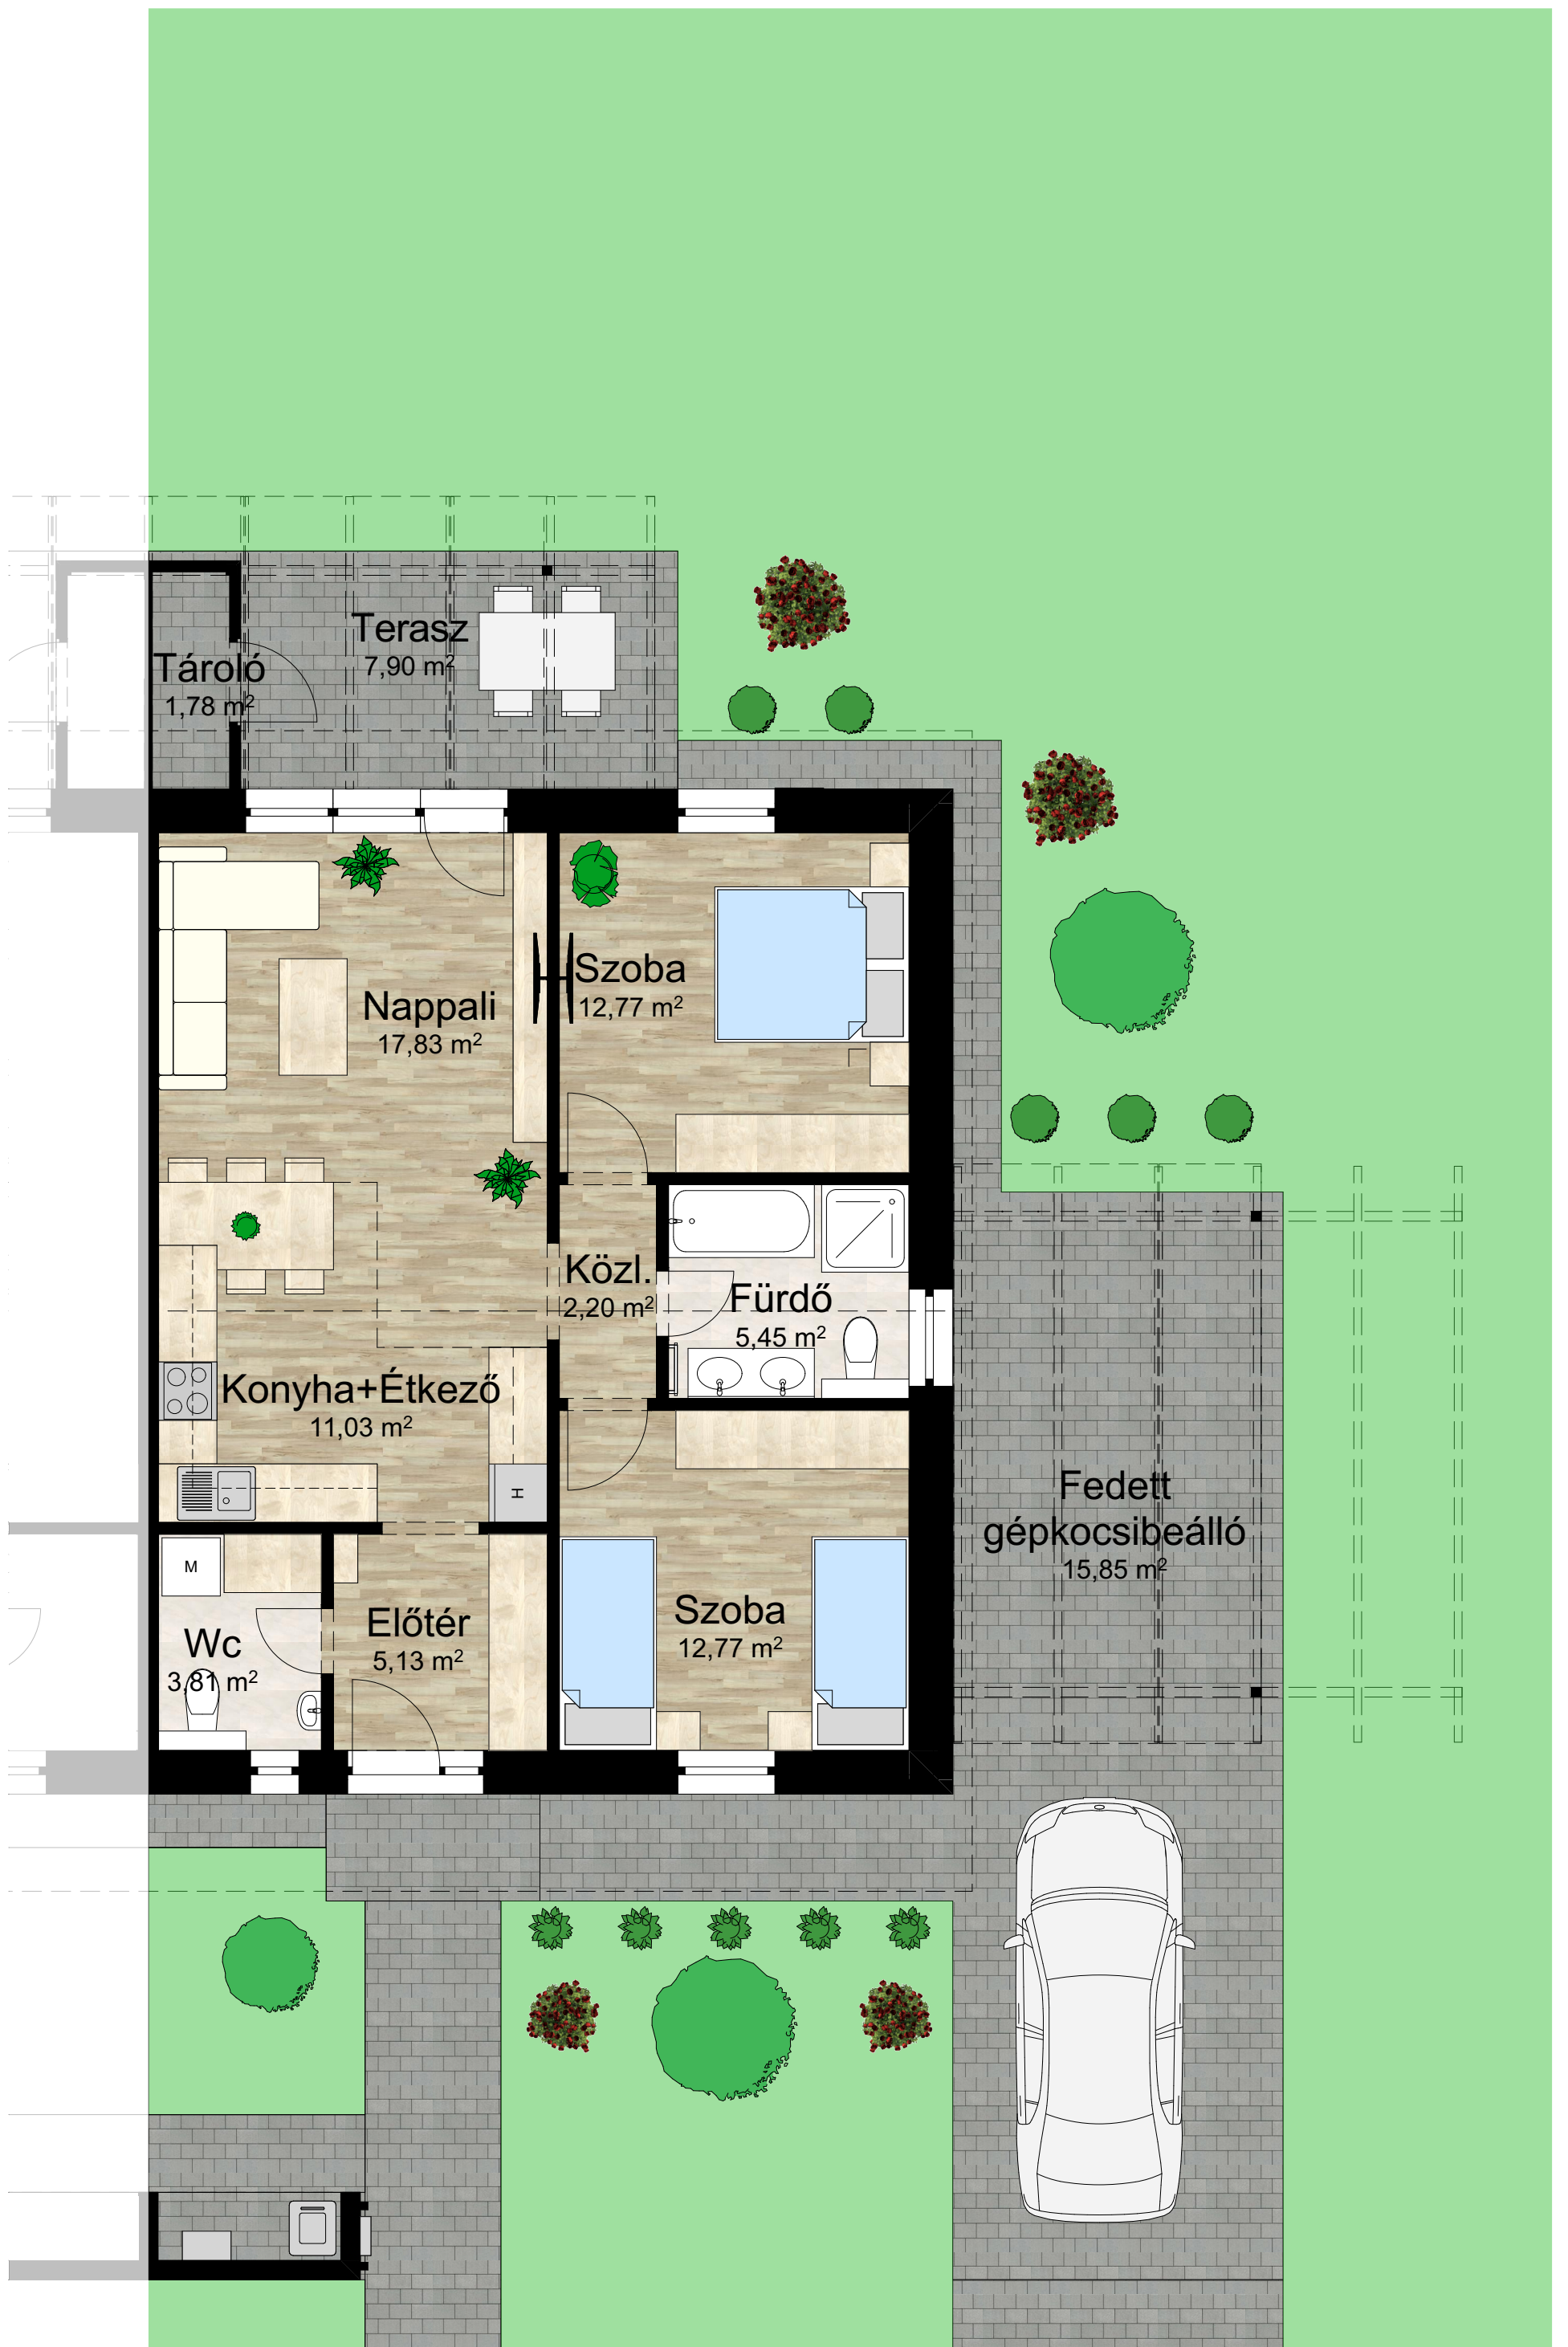 Terasz
7,90 m²
Tároló
1,78 m²
Szoba
12,77 m²
Nappali
17,83 m²
Közl.
2,20 m²
Fürdő
5,45 m²
Konyha+Étkező
11,03 m²
H
Fedett
gépkocsibeálló
15,85 m²
M
Előtér
5,13 m²
Szoba
12,77 m²
Wc
3,81 m²